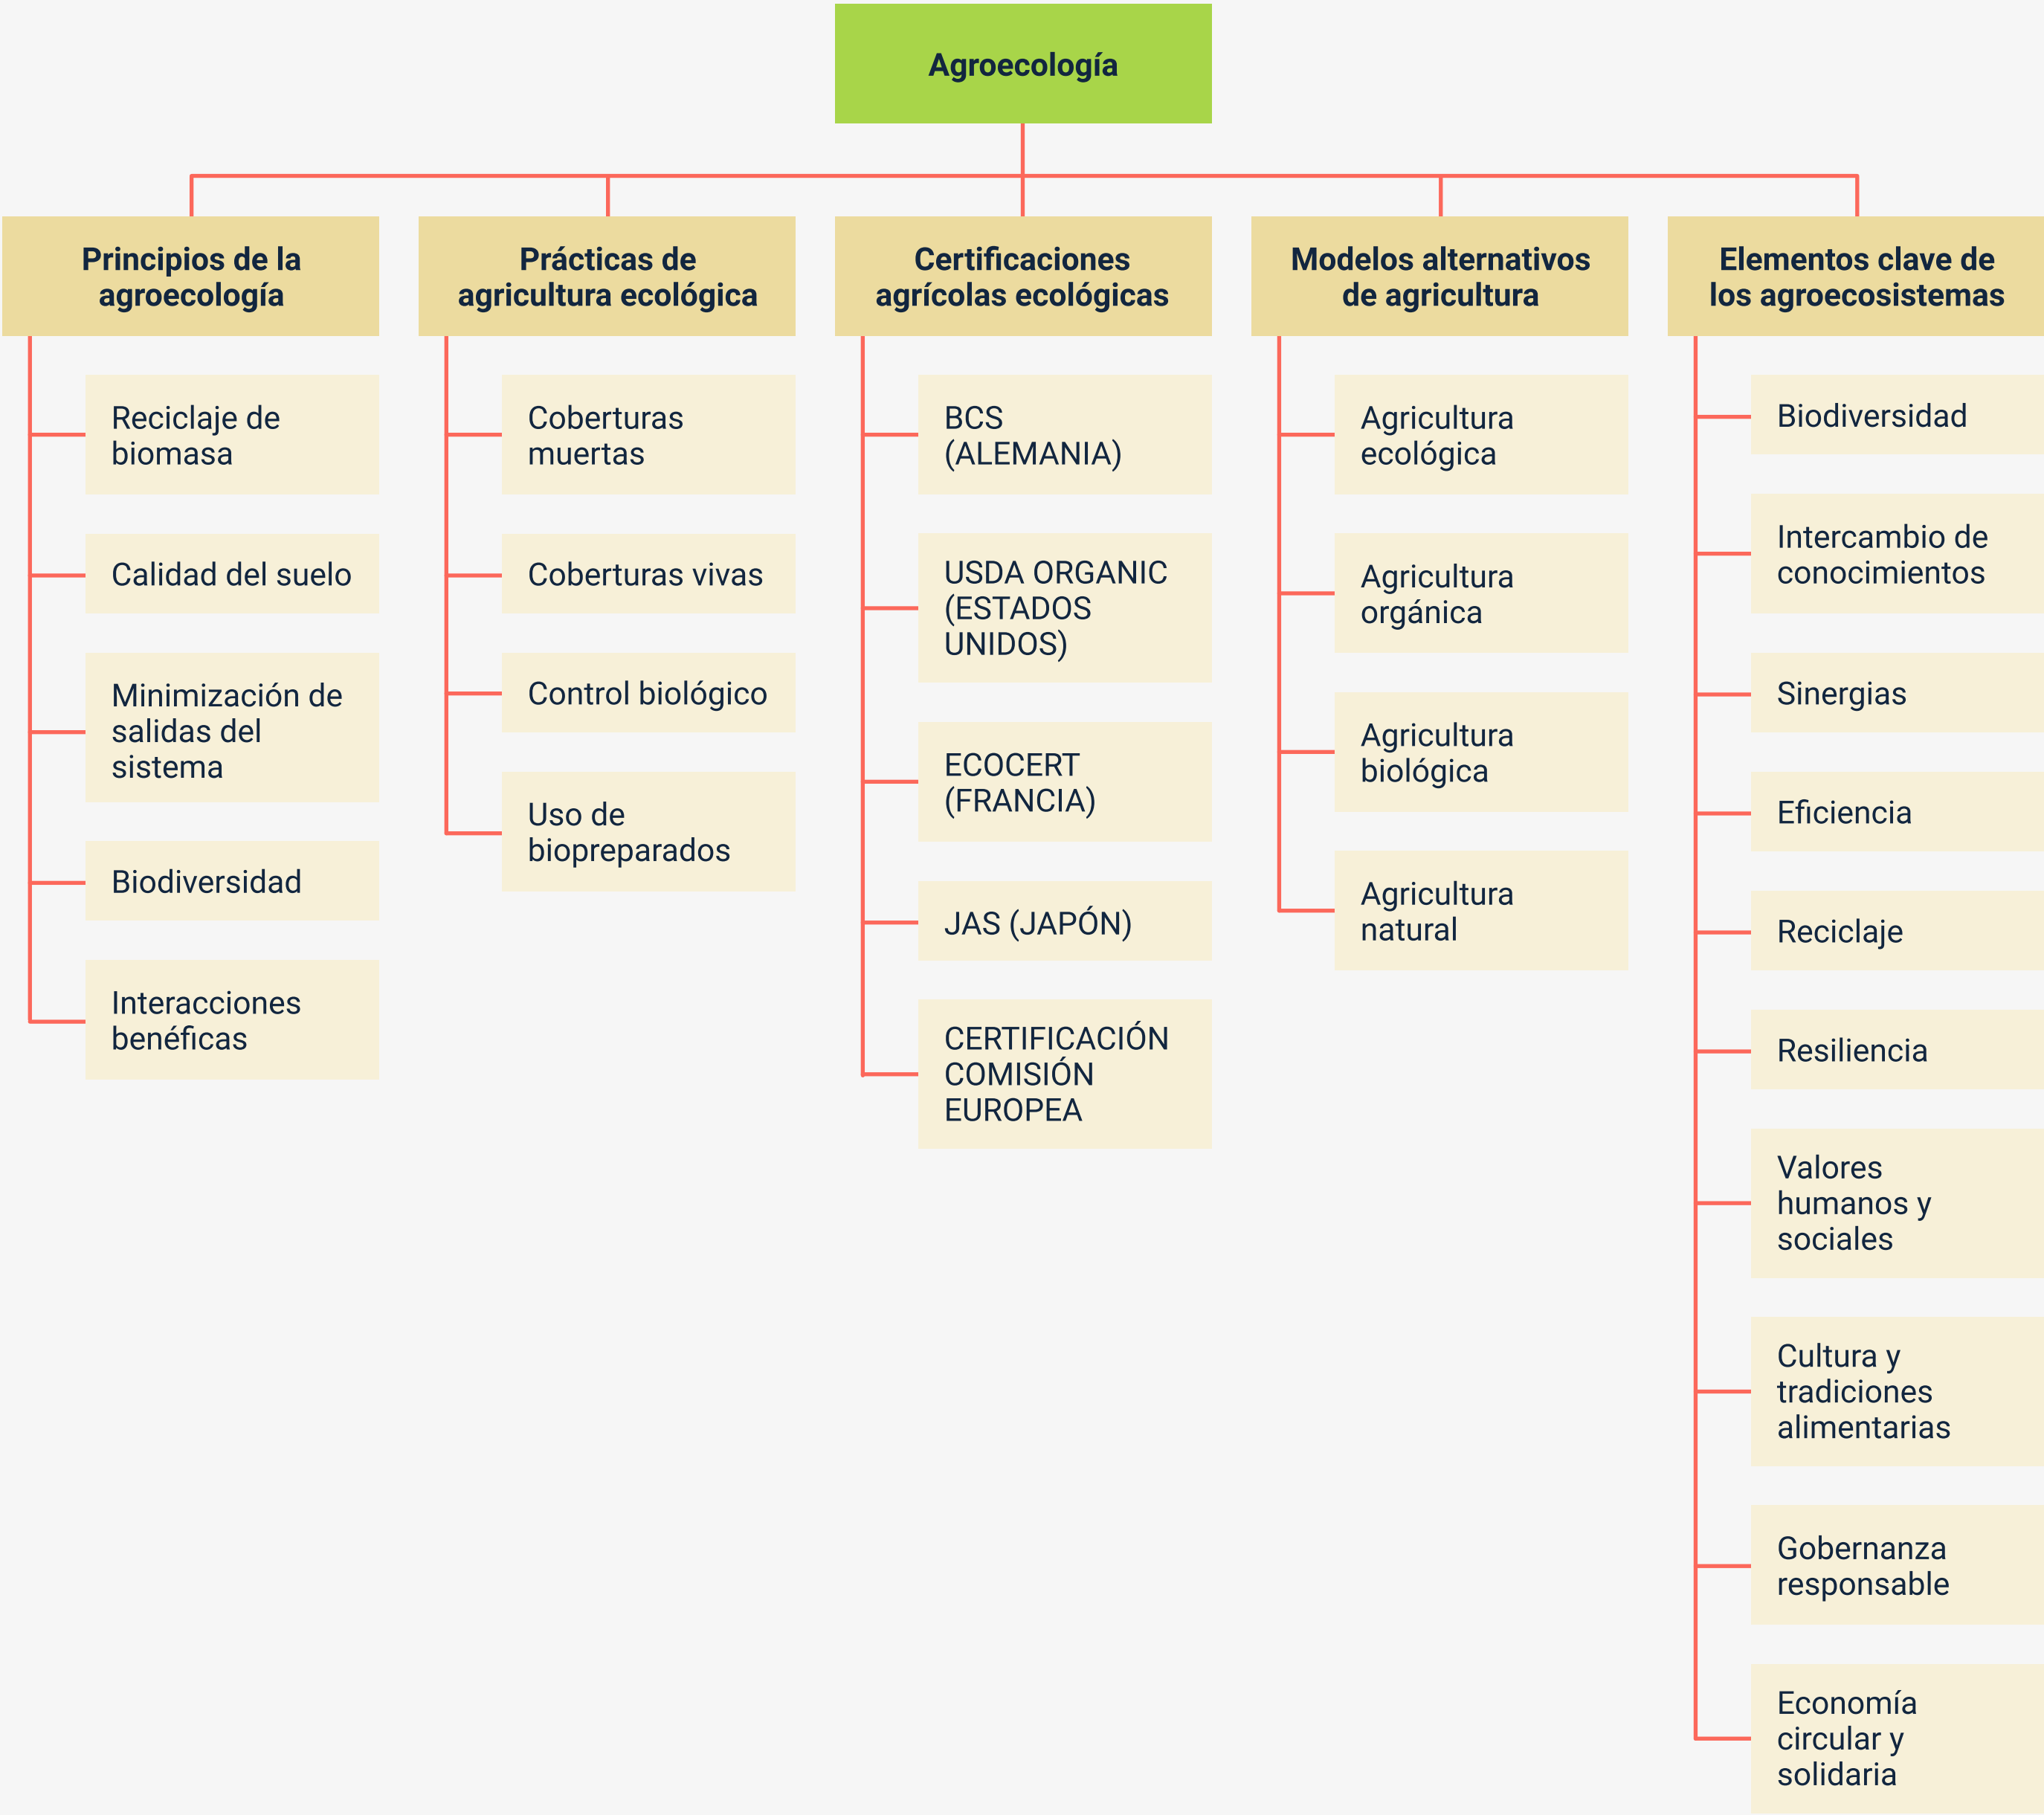 Agroecología
Principios de la
agroecología
Reciclaje de
biomasa
Calidad del suelo
Minimización de
salidas del
sistema
Biodiversidad
Interacciones
benéficas
Prácticas de
agricultura ecológica
Coberturas
muertas
Coberturas vivas
Control biológico
Uso de
biopreparados
Certificaciones
agrícolas ecológicas
BCS
(ALEMANIA)
USDA ORGANIC
(ESTADOS
UNIDOS)
ECOCERT
(FRANCIA)
JAS (JAPÓN)
CERTIFICACIÓN
COMISIÓN
EUROPEA
Modelos alternativos
de agricultura
Agricultura
ecológica
Agricultura
orgánica
Agricultura
biológica
Agricultura
natural
Elementos clave de
los agroecosistemas
Biodiversidad
Intercambio de
conocimientos
Sinergias
Eficiencia
Reciclaje
Resiliencia
Valores
humanos y
sociales
Cultura y
tradiciones
alimentarias
Gobernanza
responsable
Economía
circular y
solidaria